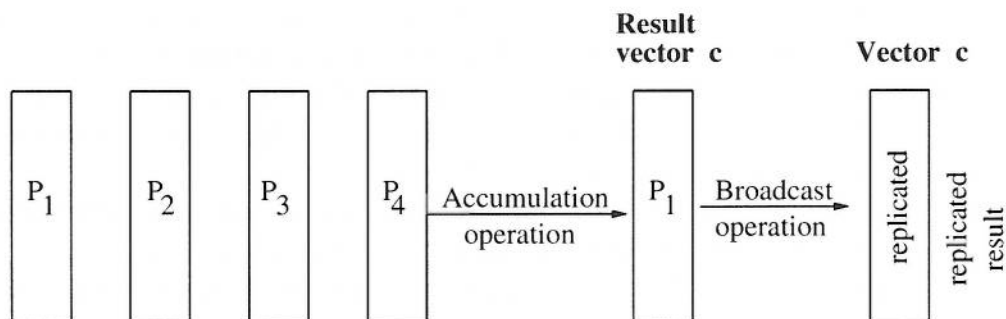 Result
vector c
Vector c
P1
P2
P3
P4
Accumulation
operation
P1
Broadcast
operation
replicated
replicated
result